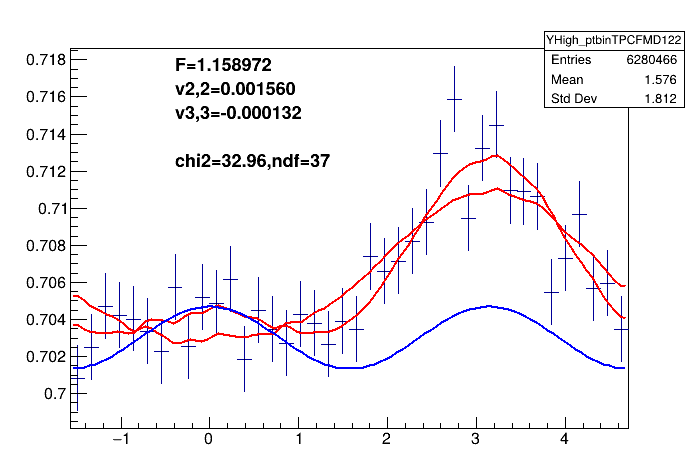 YHigh_ptbinTPCFMD122
Entries 6280466
Mean 1.576
Std Dev 1.812
F=1.158972
v2,2=0.001560
v3,3=-0.000132
chi2=32.96,ndf=37
0.718
0.716
0.714
0.712
0.71
0.708
0.706
0.704
0.702
0.7
−1 0 1 2 3 4